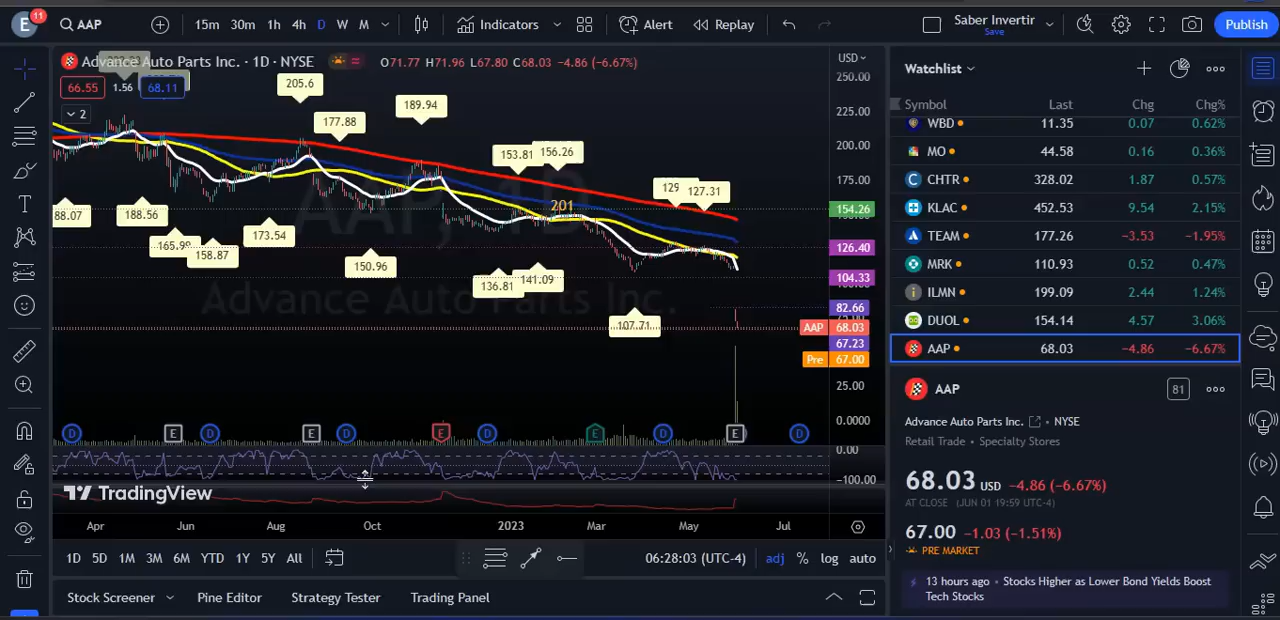 E 11 AAP 15m 30m 1h 4h D W M Indicators Alert Replay Saber Invertir Save Publish
Advance Auto Parts Inc. · 1D · NYSE O71.77 H71.96 L67.80 C68.03 −4.86 (−6.67%)
66.55 1.56 68.11
2
USD
250.00
225.00
200.00
175.00
154.26
126.40
104.33
82.66
AAP 68.03
67.23
Pre 67.00
25.00
0.0000
0.00
−100.00
205.6
177.88
189.94
153.81 156.26
129 127.31
201
88.07 188.56
165.99 158.87
173.54
150.96
136.81 141.09
107.71
AAP, 1D
Advance Auto Parts Inc.
D E D E D E D E D E D
TradingView
Apr Jun Aug Oct 2023 Mar May Jul
1D 5D 1M 3M 6M YTD 1Y 5Y All 06:28:03 (UTC-4) adj % log auto
Stock Screener Pine Editor Strategy Tester Trading Panel
Watchlist
Symbol Last Chg Chg%
WBD 11.35 0.07 0.62%
MO 44.58 0.16 0.36%
CHTR 328.02 1.87 0.57%
KLAC 452.53 9.54 2.15%
TEAM 177.26 −3.53 −1.95%
MRK 110.93 0.52 0.47%
ILMN 199.09 2.44 1.24%
DUOL 154.14 4.57 3.06%
AAP 68.03 −4.86 −6.67%
AAP 81
Advance Auto Parts Inc. · NYSE
Retail Trade · Specialty Stores
68.03 USD −4.86 (−6.67%)
AT CLOSE (JUN 01 19:59 UTC-4)
67.00 −1.03 (−1.51%)
PRE MARKET
13 hours ago · Stocks Higher as Lower Bond Yields Boost
Tech Stocks